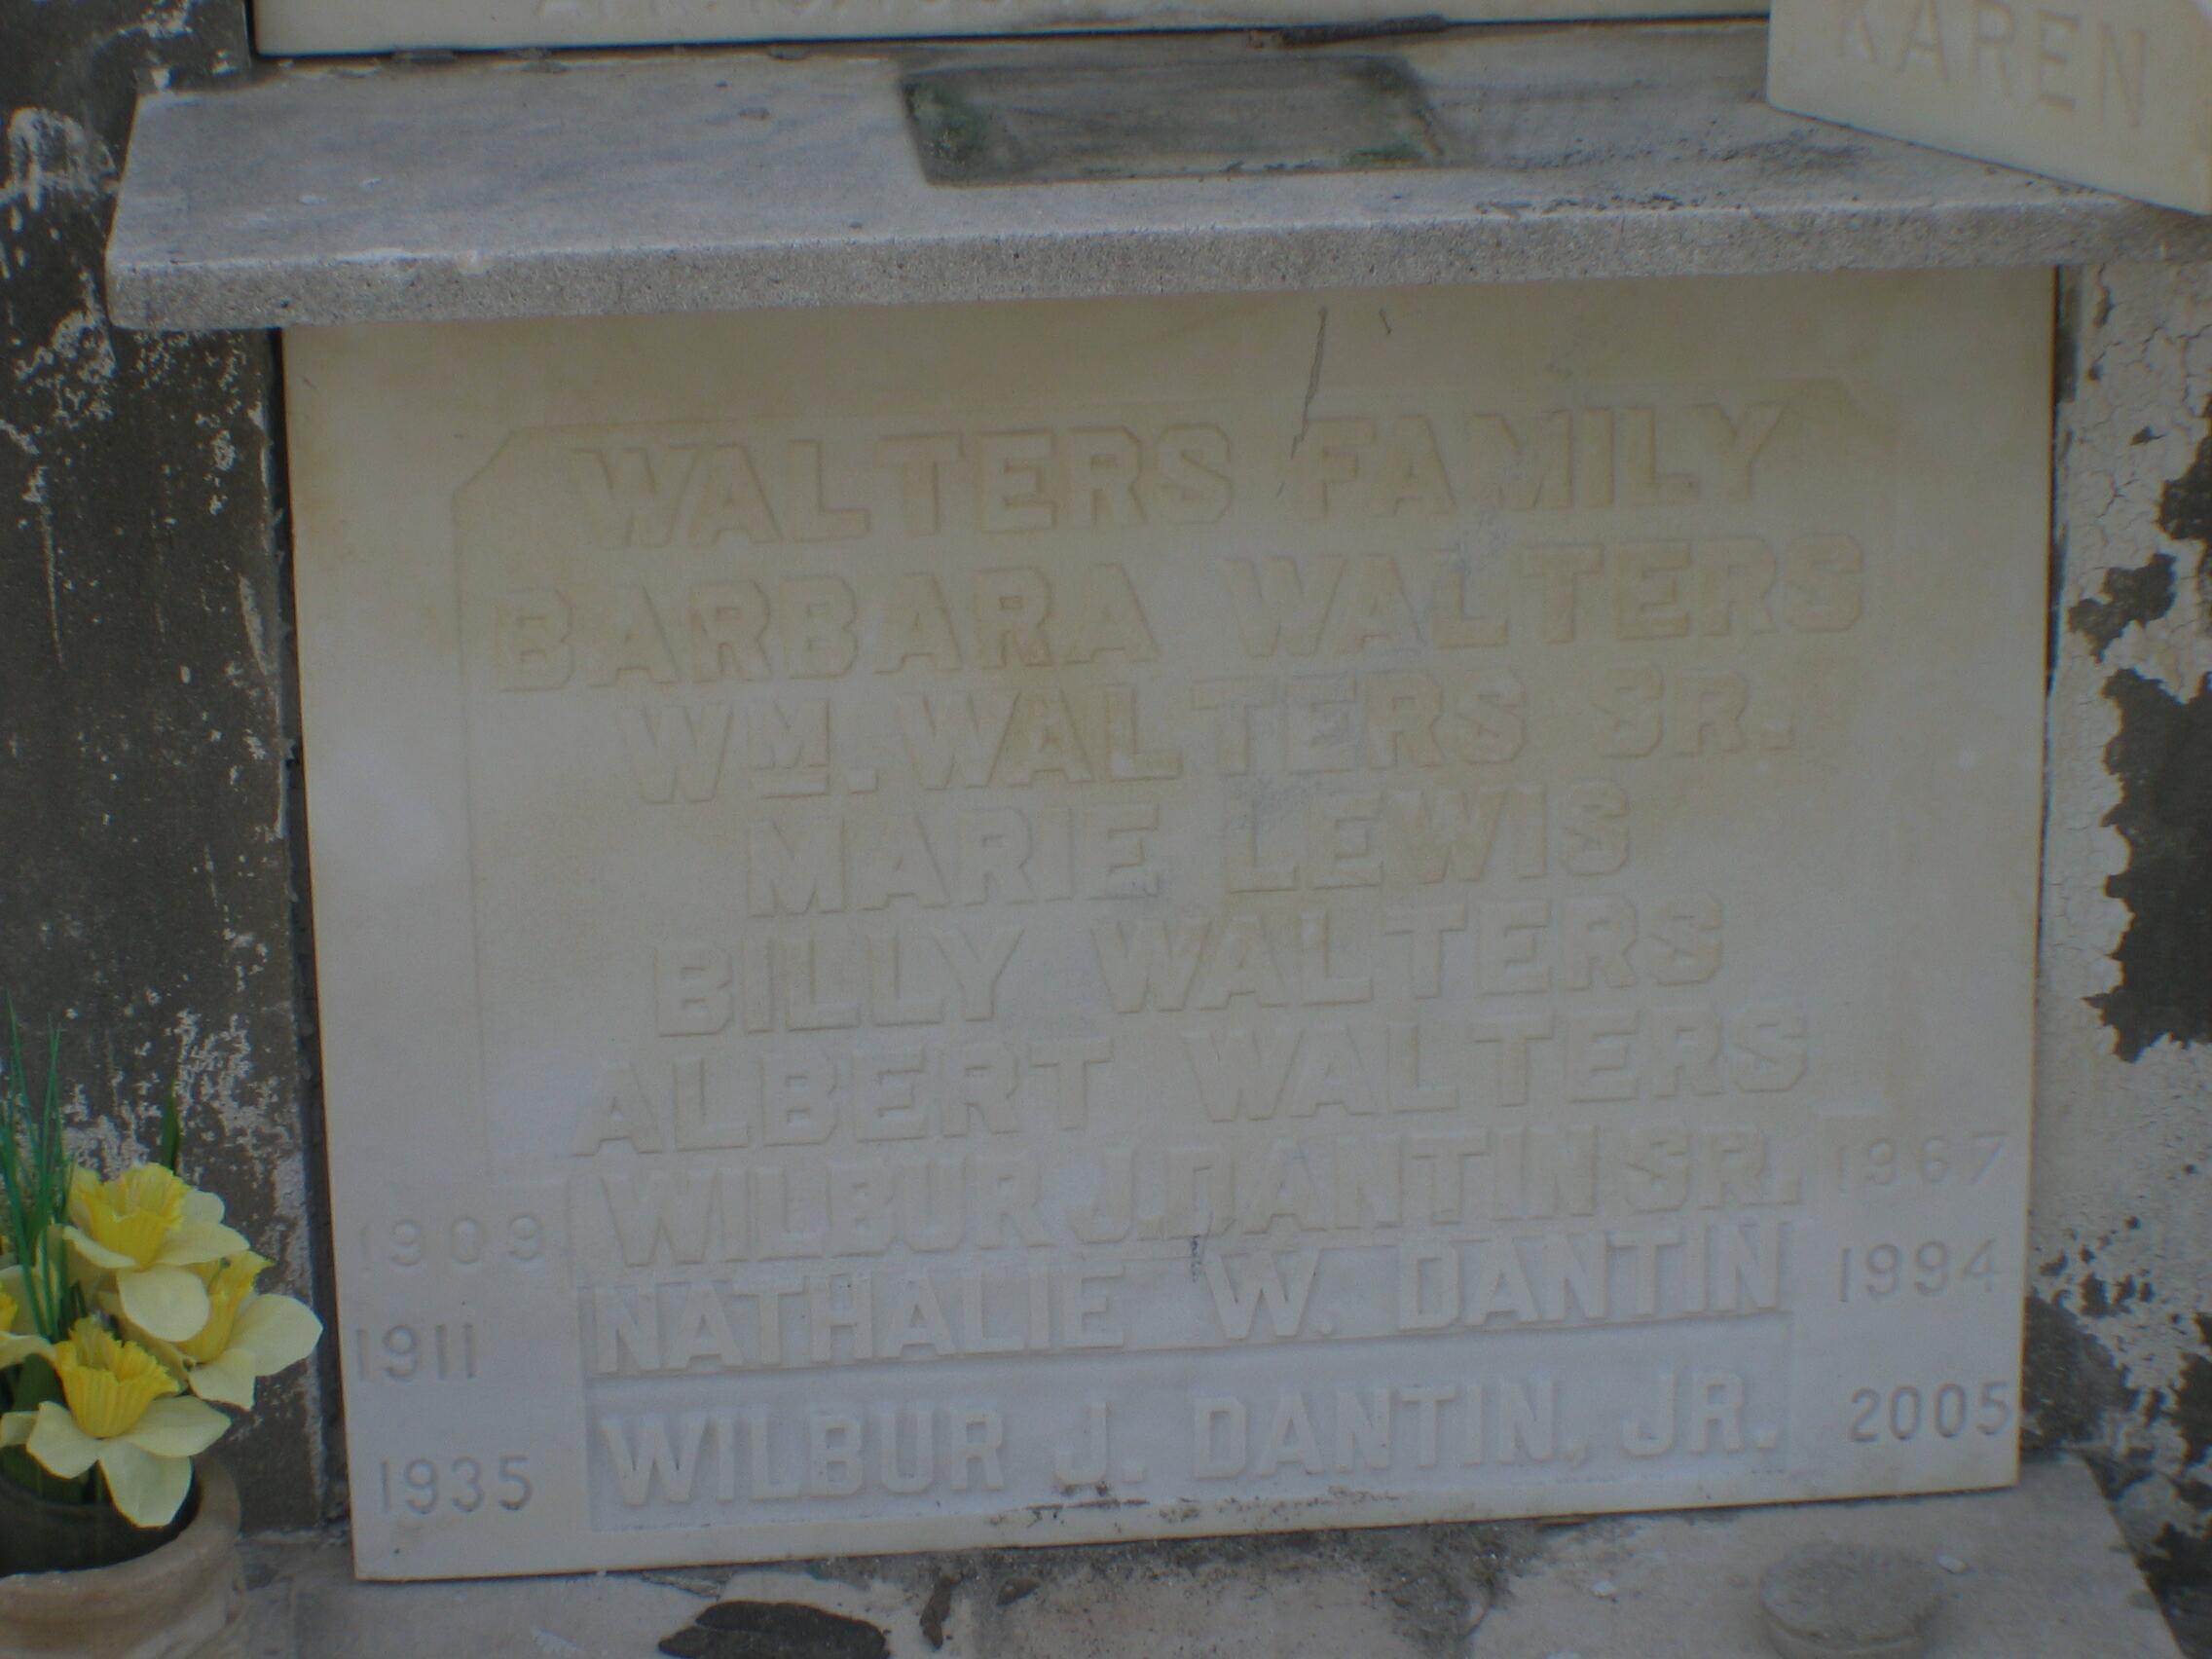 KAREN
WALTERS FAMILY
BARBARA WALTERS
WM. WALTERS SR.
MARIE LEWIS
BILLY WALTERS
ALBERT WALTERS
1909 WILBUR J. DANTIN SR. 1967
1911 NATHALIE W. DANTIN 1994
1935 WILBUR J. DANTIN, JR. 2005